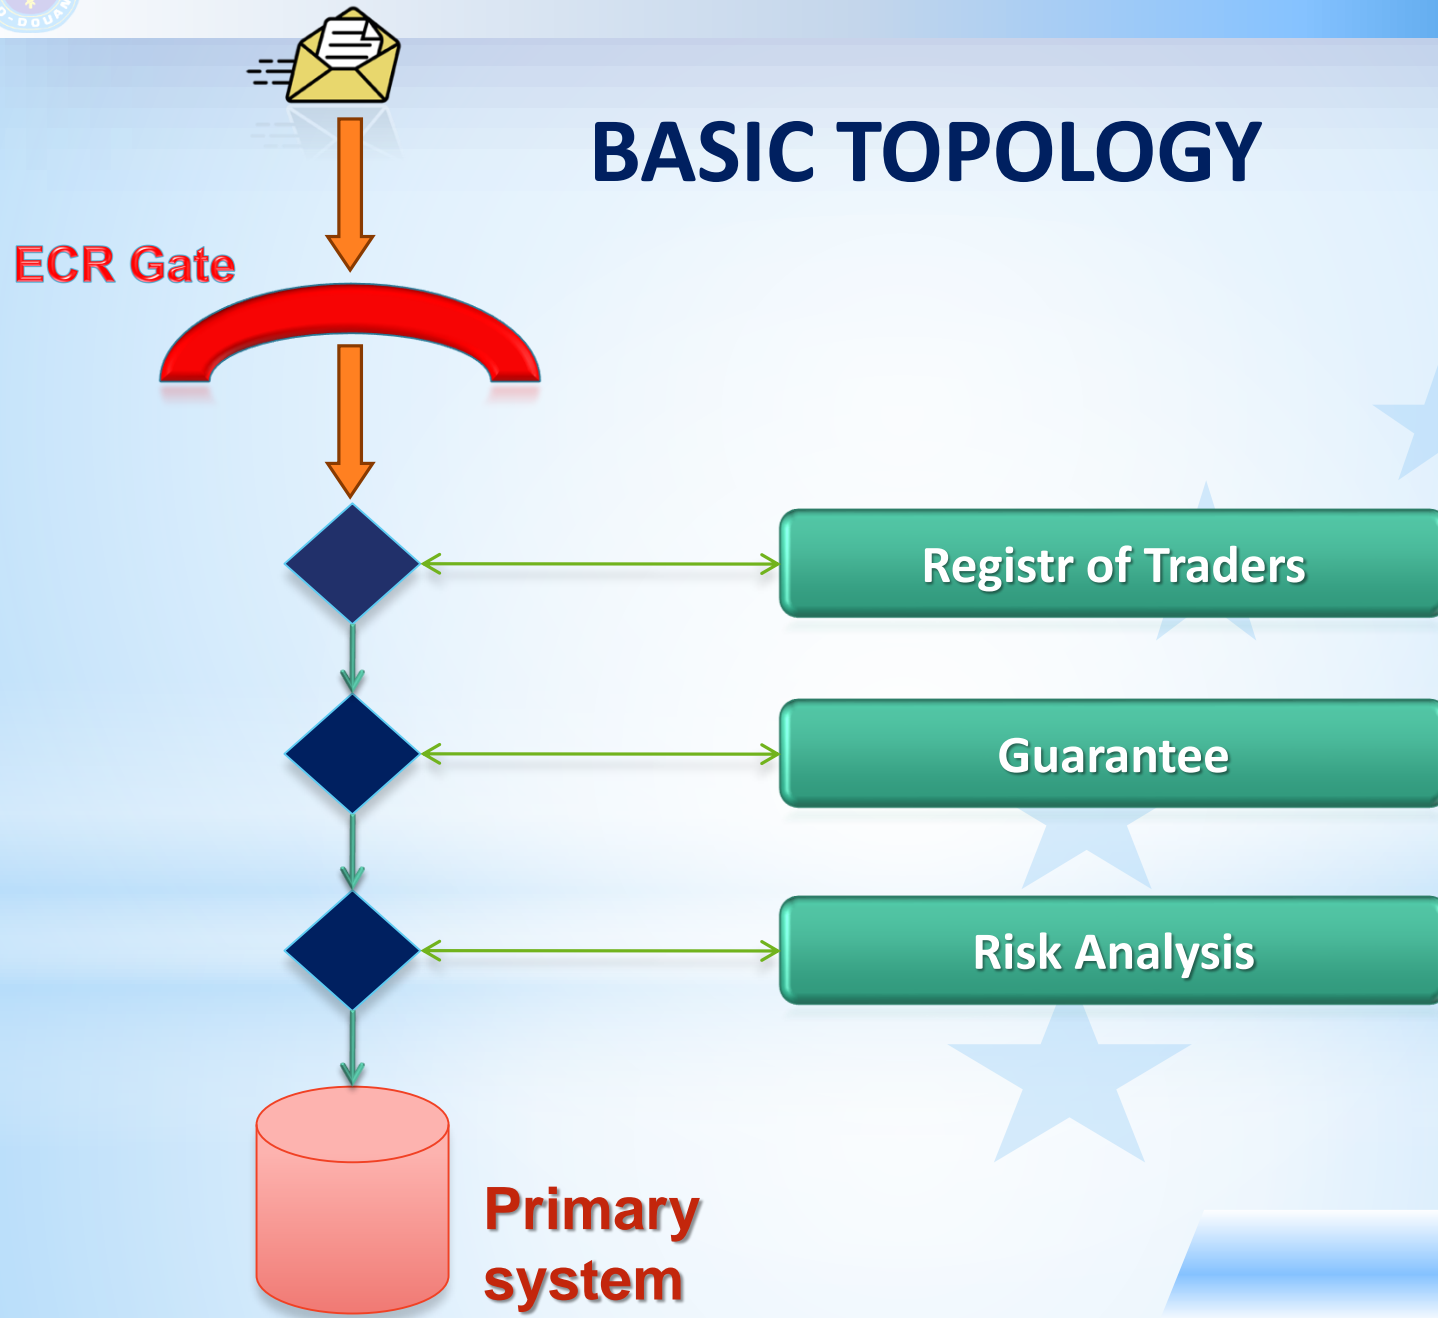 BASIC TOPOLOGY
ECR Gate
Registr of Traders
Guarantee
Risk Analysis
Primary
system